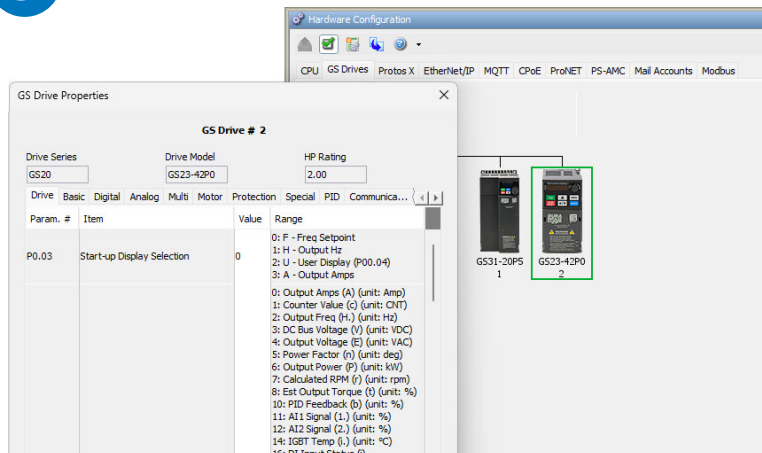 Hardware Configuration
CPU GS Drives Protos X EtherNet/IP MQTT CPoE ProNET PS-AMC Mail Accounts Modbus
GS Drive Properties
GS Drive # 2
Drive Series Drive Model HP Rating
GS20 GS23-42P0 2.00
Drive Basic Digital Analog Multi Motor Protection Special PID Communica...
Param. # Item Value Range
0: F - Freq Setpoint
1: H - Output Hz
P0.03 Start-up Display Selection 0
2: U - User Display (P00.04)
3: A - Output Amps
0: Output Amps (A) (unit: Amp)
1: Counter Value (c) (unit: CNT)
2: Output Freq (H.) (unit: Hz)
3: DC Bus Voltage (V) (unit: VDC)
4: Output Voltage (E) (unit: VAC)
5: Power Factor (n) (unit: deg)
6: Output Power (P) (unit: kW)
7: Calculated RPM (r) (unit: rpm)
8: Est Output Torque (t) (unit: %)
10: PID Feedback (b) (unit: %)
11: AI1 Signal (1.) (unit: %)
12: AI2 Signal (2.) (unit: %)
14: IGBT Temp (i.) (unit: °C)
16: DI Input Status (i)
GS31-20P5 GS23-42P0
1 2